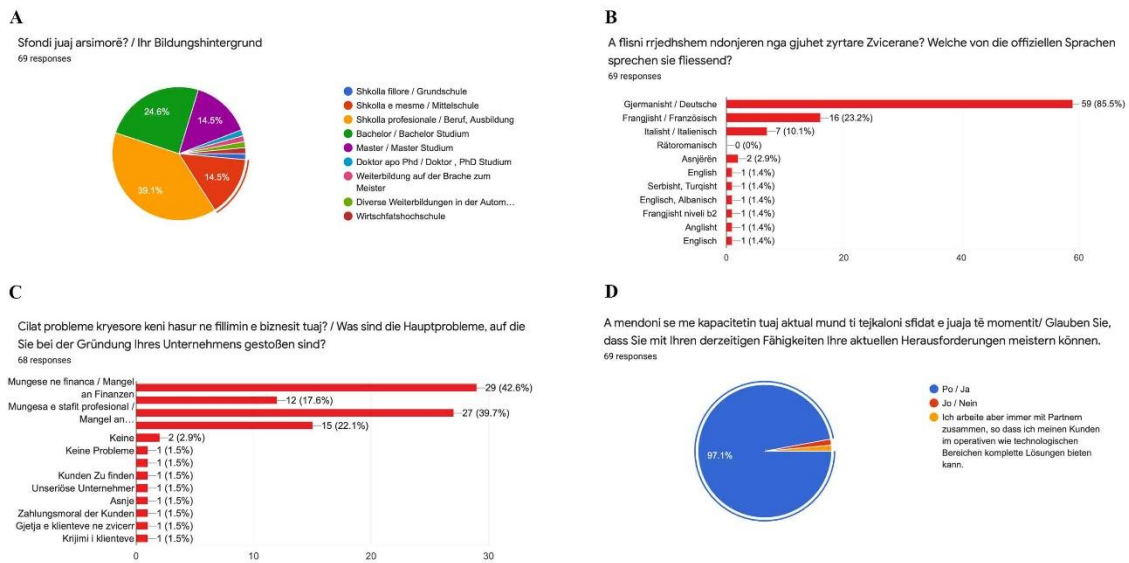 A
Sfondi juaj arsimorë? / Ihr Bildungshintergrund
69 responses
24.6%
14.5%
14.5%
39.1%
Shkolla fillore / Grundschule
Shkolla e mesme / Mittelschule
Shkolla profesionale / Beruf, Ausbildung
Bachelor / Bachelor Studium
Master / Master Studium
Doktor apo Phd / Doktor , PhD Studium
Weiterbildung auf der Brache zum
Meister
Diverse Weiterbildungen in der Autom…
Wirtschfatshochschule
B
A flisni rrjedhshem ndonjeren nga gjuhet zyrtare Zvicerane? Welche von die offiziellen Sprachen
sprechen sie fliessend?
69 responses
Gjermanisht / Deutsche 59 (85.5%)
Frangjisht / Französisch 16 (23.2%)
Italisht / Italienisch 7 (10.1%)
Rätoromanisch 0 (0%)
Asnjërën 2 (2.9%)
English 1 (1.4%)
Serbisht, Turqisht 1 (1.4%)
Englisch, Albanisch 1 (1.4%)
Frangjisht niveli b2 1 (1.4%)
Anglisht 1 (1.4%)
Englisch 1 (1.4%)
0 20 40 60
C
Cilat probleme kryesore keni hasur ne fillimin e biznesit tuaj? / Was sind die Hauptprobleme, auf die
Sie bei der Gründung Ihres Unternehmens gestoßen sind?
68 responses
Mungese ne financa / Mangel
an Finanzen
29 (42.6%)
12 (17.6%)
Mungesa e stafit profesional /
Mangel an…
27 (39.7%)
15 (22.1%)
Keine 2 (2.9%)
Keine Probleme 1 (1.5%)
1 (1.5%)
Kunden Zu finden 1 (1.5%)
Unseriöse Unternehmer 1 (1.5%)
Asnje 1 (1.5%)
Zahlungsmoral der Kunden 1 (1.5%)
Gjetja e klienteve ne zvicerr 1 (1.5%)
Krijimi i klienteve 1 (1.5%)
0 10 20 30
D
A mendoni se me kapacitetin tuaj aktual mund ti tejkaloni sfidat e juaja të momentit/ Glauben Sie,
dass Sie mit Ihren derzeitigen Fähigkeiten Ihre aktuellen Herausforderungen meistern können.
69 responses
97.1%
Po / Ja
Jo / Nein
Ich arbeite aber immer mit Partnern
zusammen, so dass ich meinen Kunden
im operativen wie technologischen
Bereichen komplette Lösungen bieten
kann.